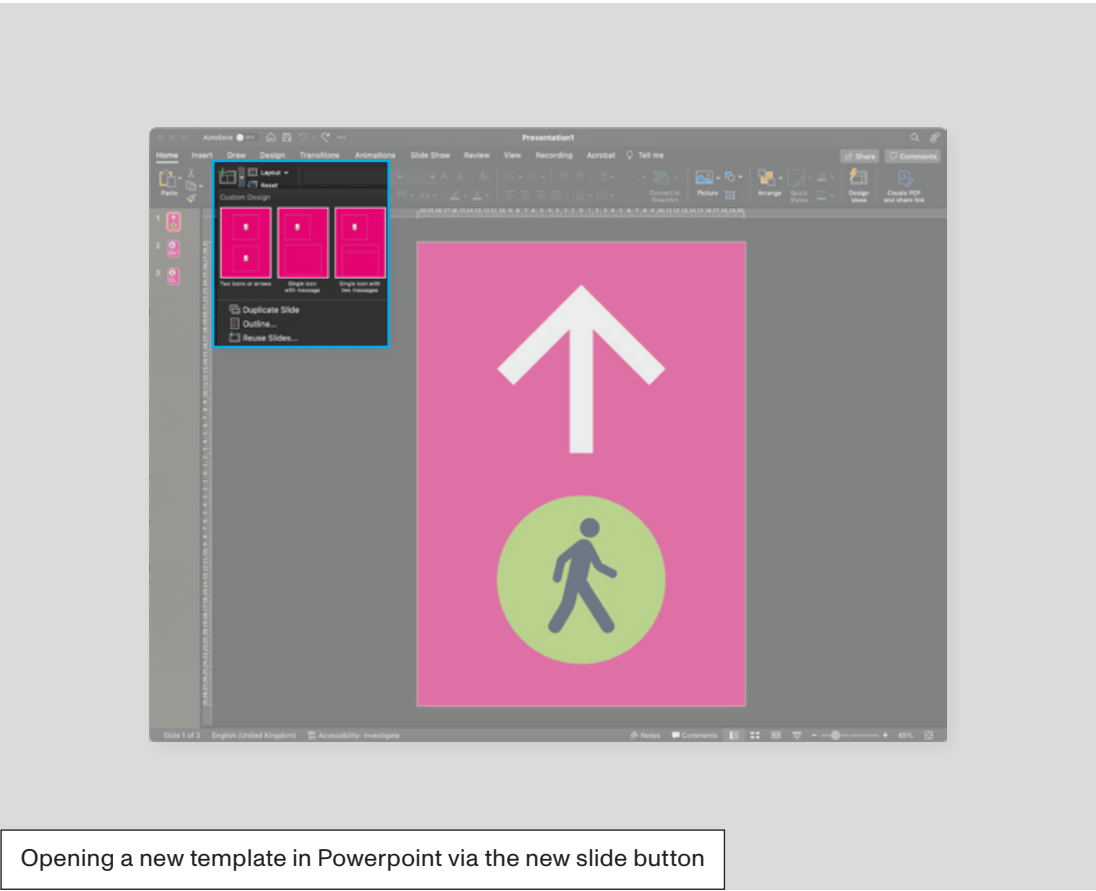 AutoSave OFF Presentation1
Home Insert Draw Design Transitions Animations Slide Show Review View Recording Acrobat Tell me Share Comments
Paste Layout Reset Convert to SmartArt Picture Arrange Quick Styles Design Ideas Create PDF and share link
Custom Design
Two icons or arrows
Single icon with message
Single icon with two messages
Duplicate Slide
Outline...
Reuse Slides...
1
2
3
Slide 1 of 3 English (United Kingdom) Accessibility: Investigate Notes Comments
Opening a new template in Powerpoint via the new slide button